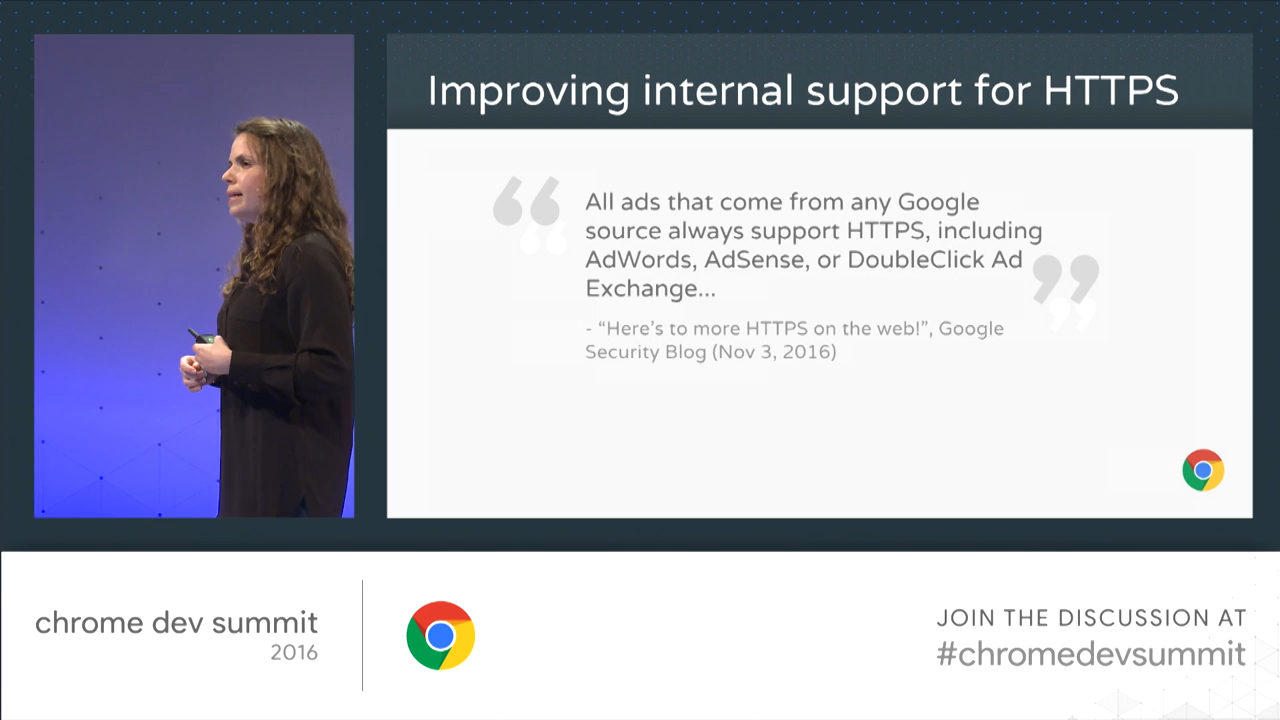 Improving internal support for HTTPS
All ads that come from any Google
source always support HTTPS, including
AdWords, AdSense, or DoubleClick Ad
Exchange...
- “Here’s to more HTTPS on the web!”, Google
Security Blog (Nov 3, 2016)
chrome dev summit
2016
JOIN THE DISCUSSION AT
#chromedevsummit